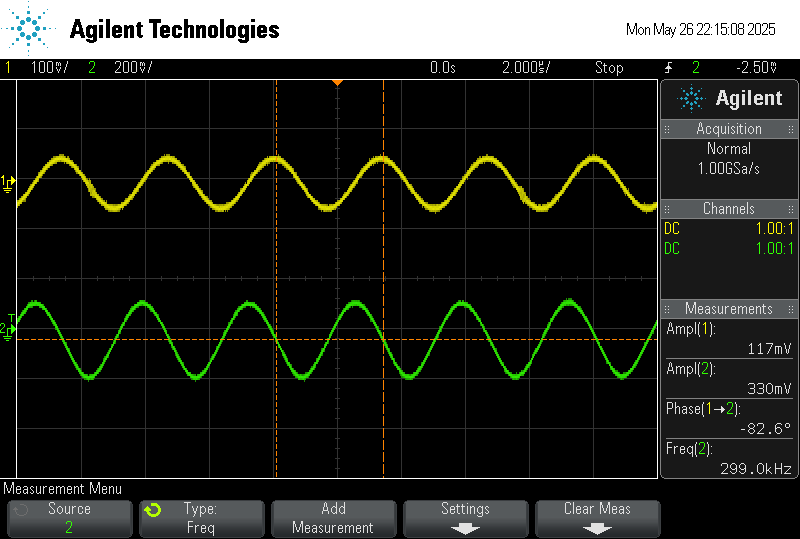 Agilent Technologies
Mon May 26 22:15:08 2025
1 100mV/ 2 200mV/ 0.0s 2.000us/ Stop 2 -2.50V
Agilent
Acquisition
Normal
1.00GSa/s
Channels
DC 1.00:1
DC 1.00:1
Measurements
Ampl(1):
117mV
Ampl(2):
330mV
Phase(1→2):
-82.6°
Freq(2):
299.0kHz
1
T
2
Measurement Menu
Source
2
Type:
Freq
Add
Measurement
Settings
Clear Meas